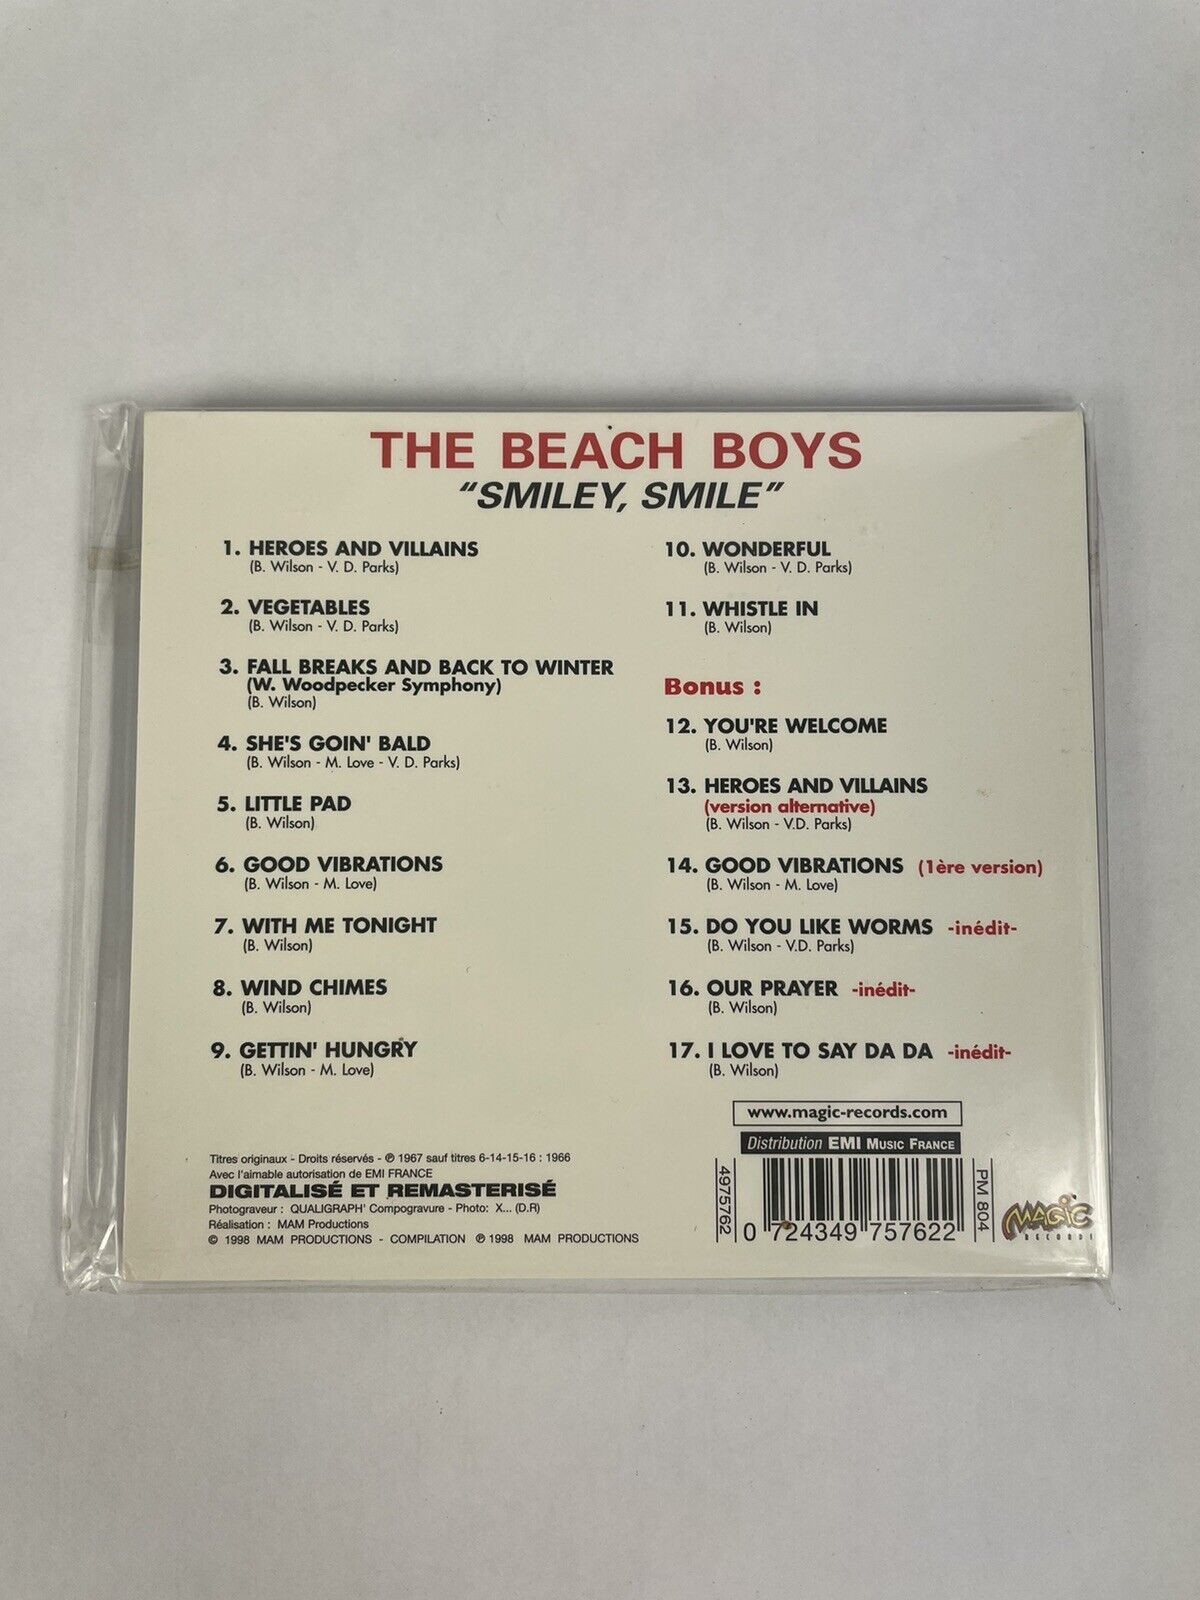 THE BEACH BOYS
"SMILEY, SMILE"
1. HEROES AND VILLAINS
(B. Wilson - V. D. Parks)
2. VEGETABLES
(B. Wilson - V. D. Parks)
3. FALL BREAKS AND BACK TO WINTER
(W. Woodpecker Symphony)
(B. Wilson)
4. SHE'S GOIN' BALD
(B. Wilson - M. Love - V. D. Parks)
5. LITTLE PAD
(B. Wilson)
6. GOOD VIBRATIONS
(B. Wilson - M. Love)
7. WITH ME TONIGHT
(B. Wilson)
8. WIND CHIMES
(B. Wilson)
9. GETTIN' HUNGRY
(B. Wilson - M. Love)
10. WONDERFUL
(B. Wilson - V. D. Parks)
11. WHISTLE IN
(B. Wilson)
Bonus :
12. YOU'RE WELCOME
(B. Wilson)
13. HEROES AND VILLAINS
(version alternative)
(B. Wilson - V.D. Parks)
14. GOOD VIBRATIONS (1ère version)
(B. Wilson - M. Love)
15. DO YOU LIKE WORMS -inédit-
(B. Wilson - V.D. Parks)
16. OUR PRAYER -inédit-
(B. Wilson)
17. I LOVE TO SAY DA DA -inédit-
(B. Wilson)
www.magic-records.com
Distribution EMI MUSIC FRANCE
4975762
0 724349 757622
PM 804
MAGIC
RECORDS
Titres originaux - Droits réservés - ℗ 1967 sauf titres 6-14-15-16 : 1966
Avec l'aimable autorisation de EMI FRANCE
DIGITALISÉ ET REMASTERISÉ
Photograveur : QUALIGRAPH' Compogravure - Photo: X... (D.R)
Réalisation : MAM Productions
© 1998 MAM PRODUCTIONS - COMPILATION ℗ 1998 MAM PRODUCTIONS